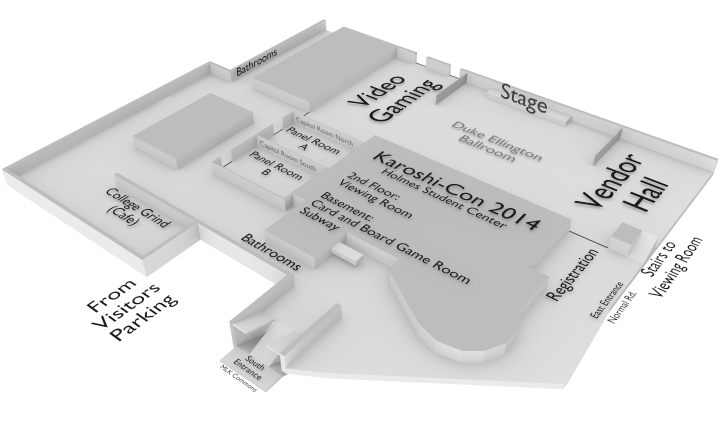 Bathrooms
Video
Gaming
Stage
Duke Ellington
Ballroom
Capitol Room North
Panel Room
A
Capitol Room South
Panel Room
B
Karoshi-Con 2014
Holmes Student Center
2nd Floor:
Viewing Room
Basement:
Card and Board Game Room
Subway
Vendor
Hall
College Grind
(Cafe)
Bathrooms
From
Visitors
Parking
Registration
East Entrance
Normal Rd.
Stairs to
Viewing Room
South
Entrance
MLK Commons